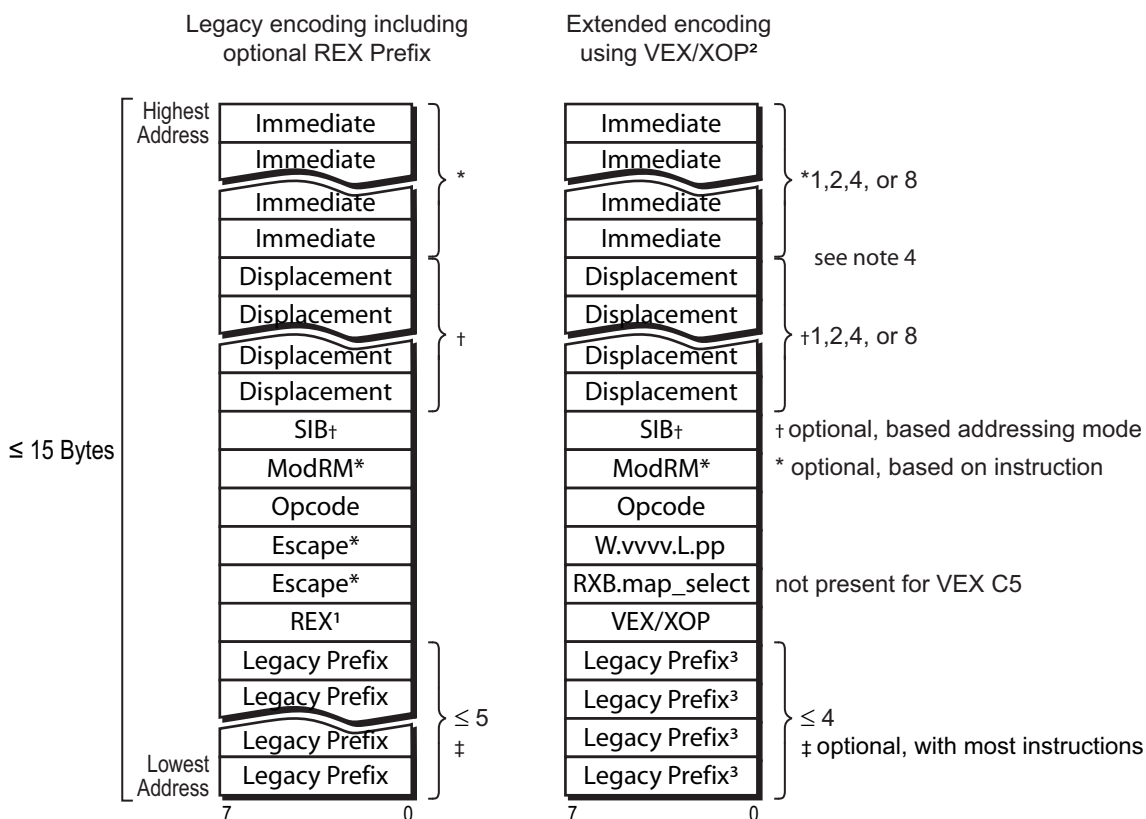 Legacy encoding including
optional REX Prefix
Extended encoding
using VEX/XOP²
Highest
Address
Immediate
Immediate
Immediate
Immediate
*
Immediate
Immediate
Immediate
Immediate
*1,2,4, or 8
see note 4
Displacement
Displacement
Displacement
Displacement
†
Displacement
Displacement
Displacement
Displacement
†1,2,4, or 8
≤ 15 Bytes
SIB†
SIB†
† optional, based addressing mode
ModRM*
ModRM*
* optional, based on instruction
Opcode
Opcode
Escape*
W.vvvv.L.pp
Escape*
RXB.map_select
not present for VEX C5
REX¹
VEX/XOP
Legacy Prefix
Legacy Prefix
Legacy Prefix
Legacy Prefix
≤ 5
‡
Legacy Prefix³
Legacy Prefix³
Legacy Prefix³
Legacy Prefix³
≤ 4
‡ optional, with most instructions
Lowest
Address
7 0
7 0